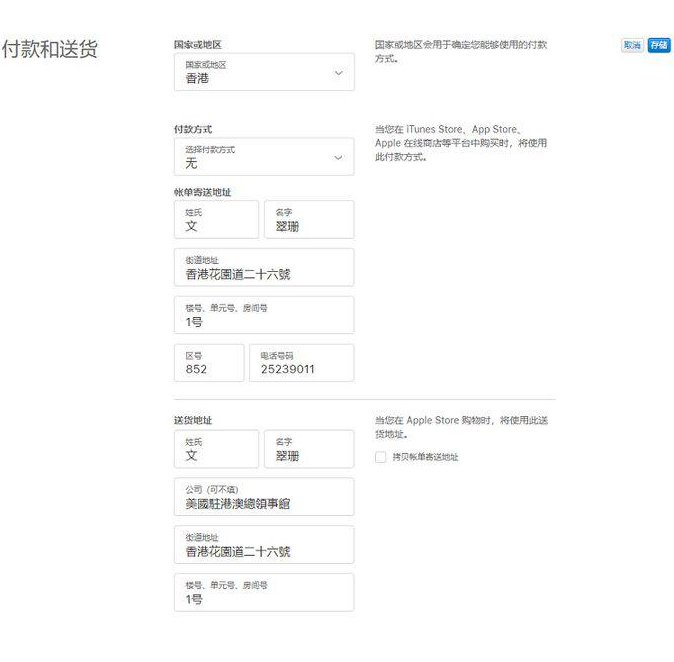 付款和送货
国家或地区
国家或地区
香港
国家或地区会用于确定您能够使用的付款
方式。
取消 存储
付款方式
选择付款方式
无
当您在 iTunes Store、App Store、
Apple 在线商店等平台中购买时，将使用
此付款方式。
帐单寄送地址
姓氏
文
名字
翠珊
街道地址
香港花園道二十六號
楼号、单元号、房间号
1号
区号
852
电话号码
25239011
送货地址
姓氏
文
名字
翠珊
当您在 Apple Store 购物时，将使用此送
货地址。
拷贝帐单寄送地址
公司（可不填）
美國駐港澳總領事館
街道地址
香港花園道二十六號
楼号、单元号、房间号
1号